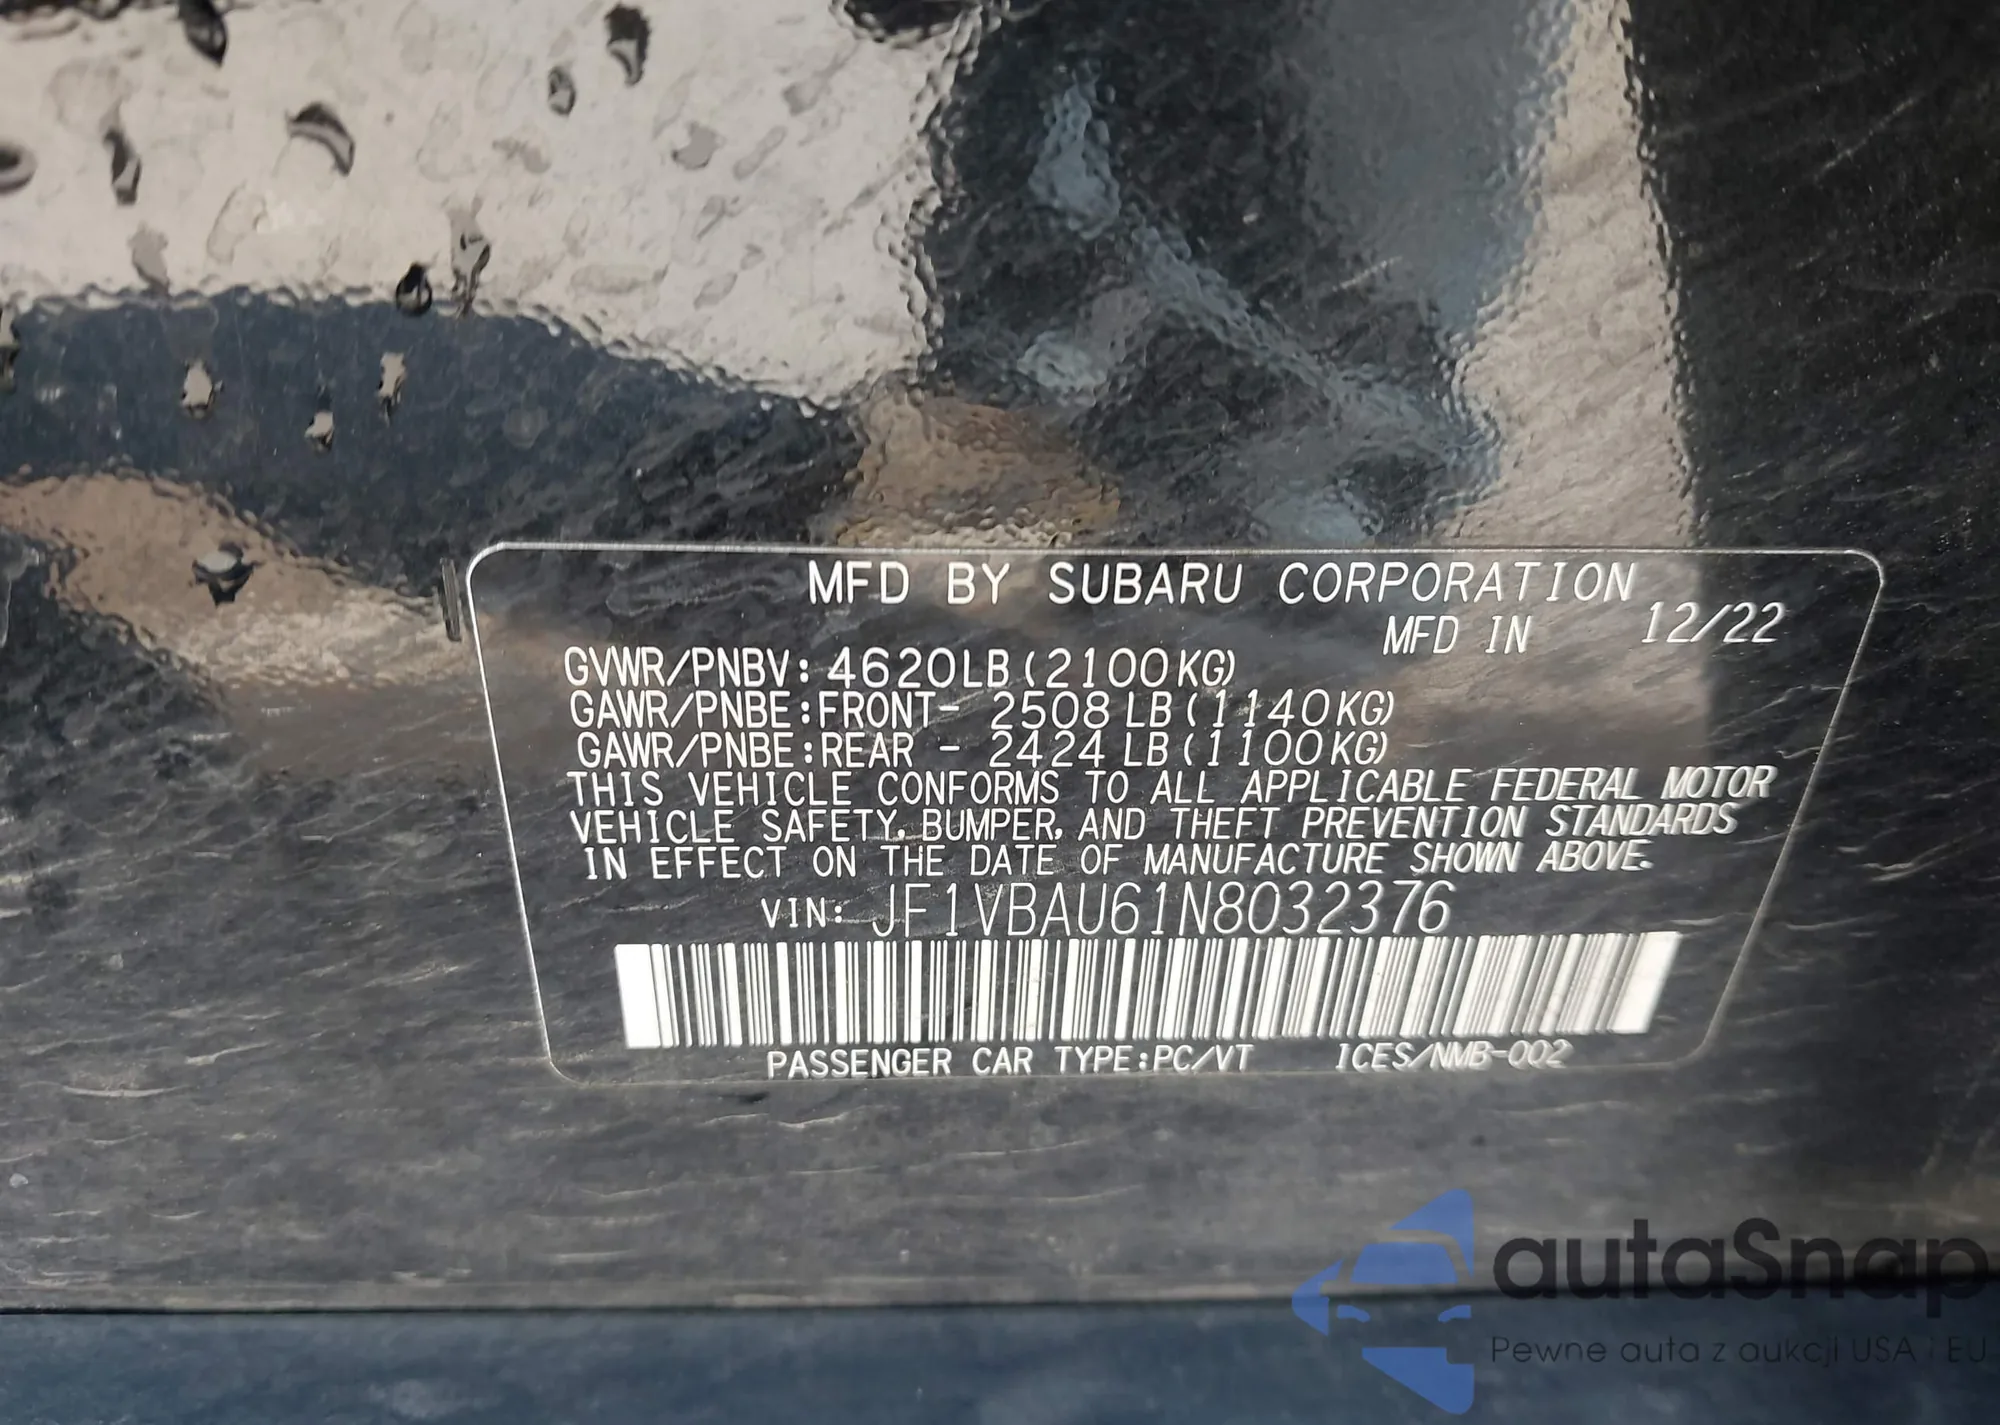 MFD BY SUBARU CORPORATION
MFD IN 12/22
GVWR/PNBV: 4620LB(2100KG)
GAWR/PNBE:FRONT- 2508 LB(1140KG)
GAWR/PNBE:REAR - 2424 LB(1100KG)
THIS VEHICLE CONFORMS TO ALL APPLICABLE FEDERAL MOTOR
VEHICLE SAFETY, BUMPER, AND THEFT PREVENTION STANDARDS
IN EFFECT ON THE DATE OF MANUFACTURE SHOWN ABOVE.
VIN: JF1VBAU61N8032376
PASSENGER CAR TYPE:PC/VT ICES/NMB-002
autaSnap
Pewne auta z aukcji USA i EU